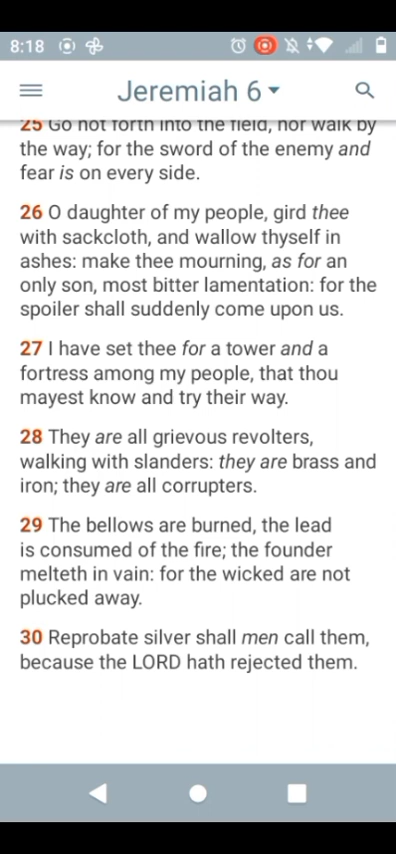 8:18
Jeremiah 6
25 Go not forth into the field, nor walk by
the way; for the sword of the enemy and
fear is on every side.
26 O daughter of my people, gird thee
with sackcloth, and wallow thyself in
ashes: make thee mourning, as for an
only son, most bitter lamentation: for the
spoiler shall suddenly come upon us.
27 I have set thee for a tower and a
fortress among my people, that thou
mayest know and try their way.
28 They are all grievous revolters,
walking with slanders: they are brass and
iron; they are all corrupters.
29 The bellows are burned, the lead
is consumed of the fire; the founder
melteth in vain: for the wicked are not
plucked away.
30 Reprobate silver shall men call them,
because the LORD hath rejected them.